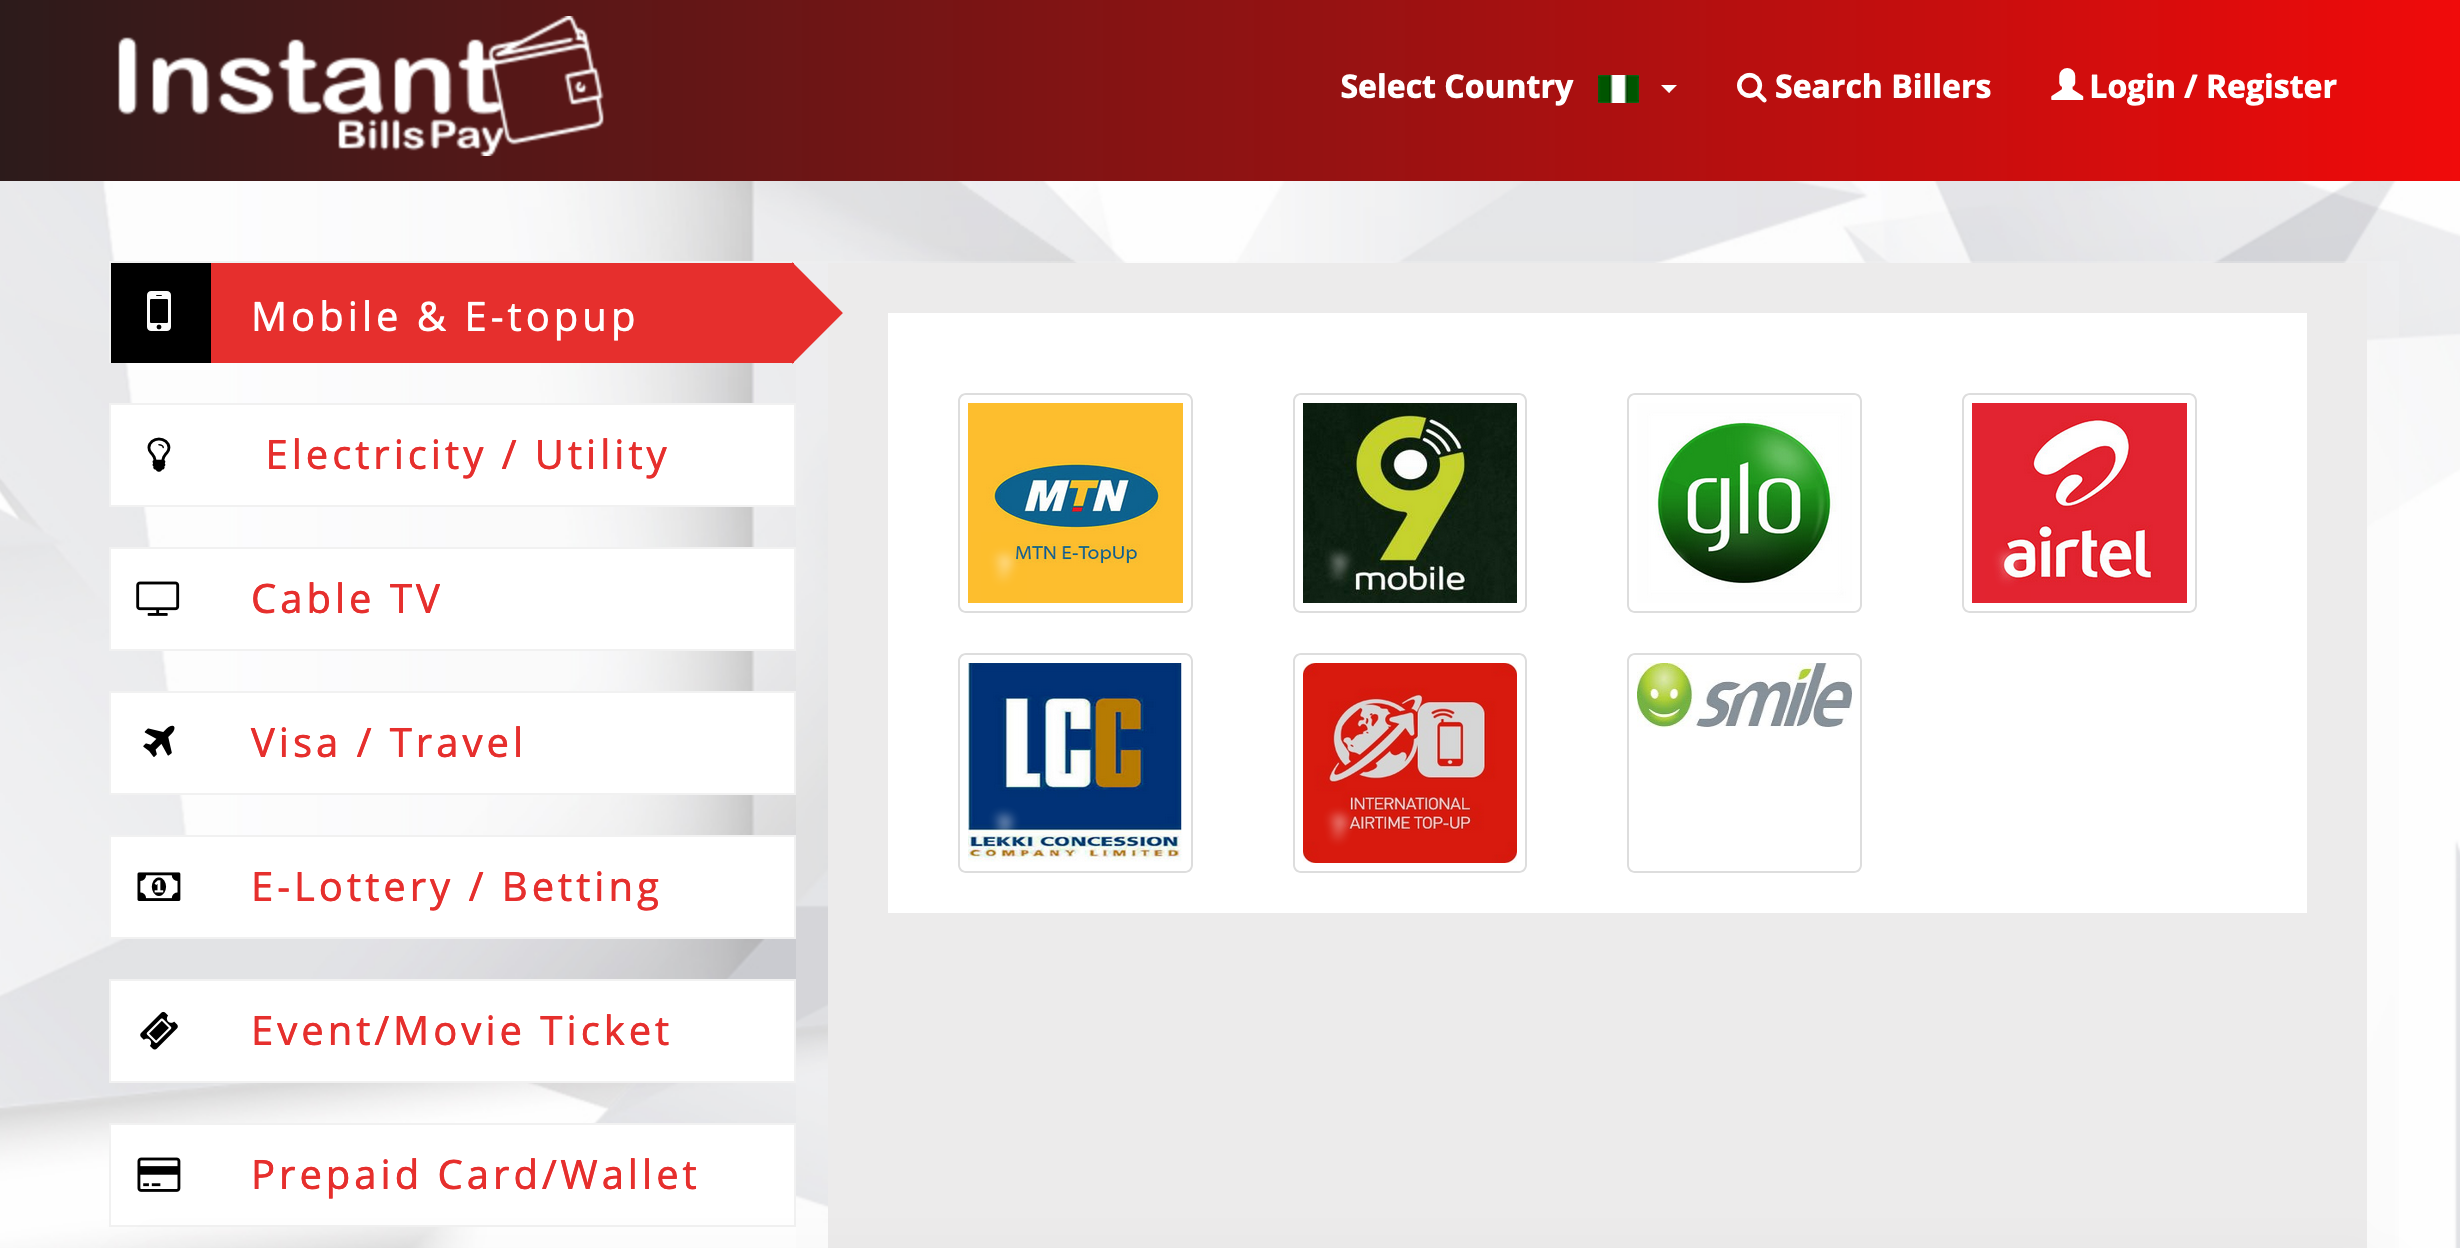 Instant
Bills Pay
Select Country
Search Billers
Login / Register
Mobile & E-topup
Electricity / Utility
Cable TV
Visa / Travel
E-Lottery / Betting
Event/Movie Ticket
Prepaid Card/Wallet
MTN
MTN E-TopUp
9
mobile
glo
airtel
LCC
LEKKI CONCESSION
COMPANY LIMITED
INTERNATIONAL
AIRTIME TOP-UP
smile